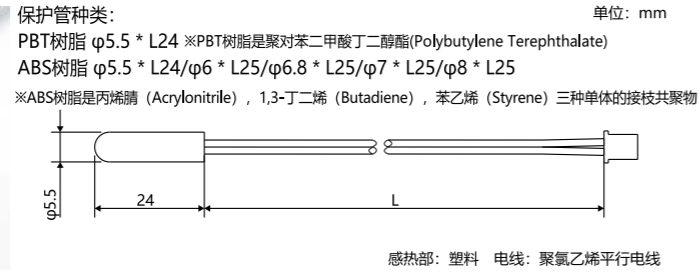 保护管种类：
单位：mm
PBT树脂 φ5.5 * L24 ※PBT树脂是聚对苯二甲酸丁二醇酯(Polybutylene Terephthalate)
ABS树脂 φ5.5 * L24/φ6 * L25/φ6.8 * L25/φ7 * L25/φ8 * L25
※ABS树脂是丙烯腈（Acrylonitrile），1,3-丁二烯（Butadiene），苯乙烯（Styrene）三种单体的接枝共聚物
φ5.5
24
L
感热部：塑料 电线：聚氯乙烯平行电线